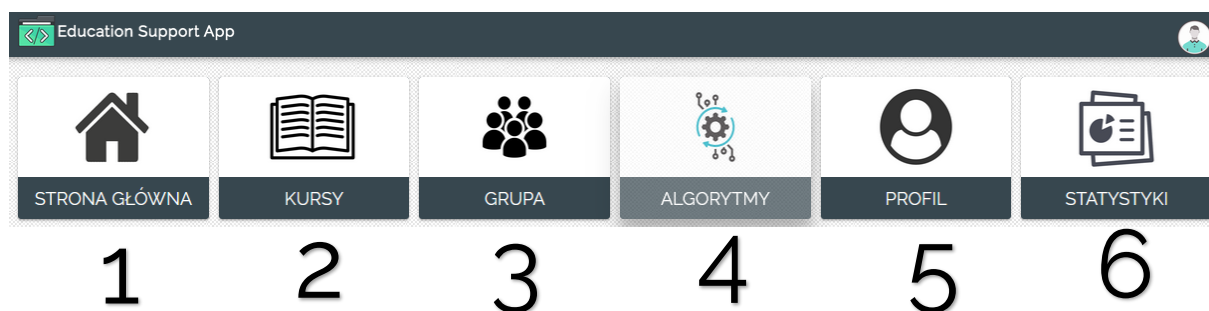 Education Support App
STRONA GŁÓWNA KURSY GRUPA ALGORYTMY PROFIL STATYSTYKI
1 2 3 4 5 6